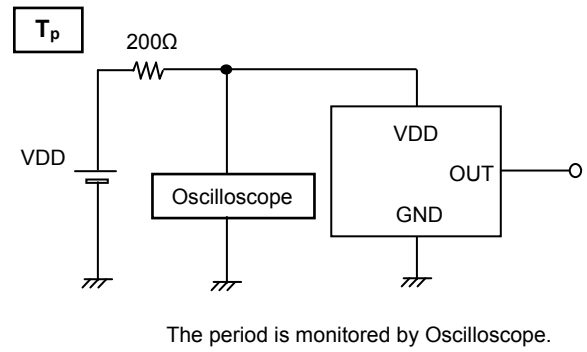 Tp
200Ω
VDD
VDD
OUT
Oscilloscope
GND
The period is monitored by Oscilloscope.